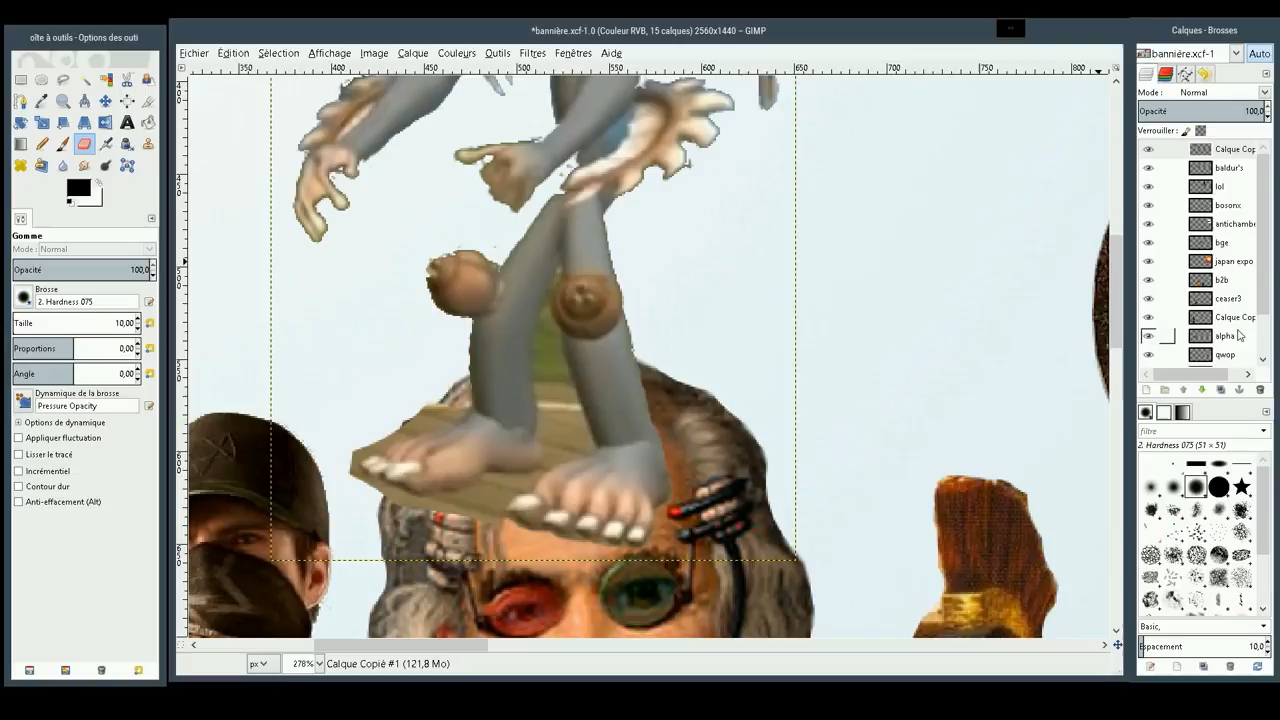 oîte à outils - Options des outi
*bannière.xcf-1.0 (Couleur RVB, 15 calques) 2560x1440 – GIMP
Calques - Brosses
Fichier Édition Sélection Affichage Image Calque Couleurs Outils Filtres Fenêtres Aide
bannière.xcf-1
Auto
350 400 450 500 550 600 650 700 750 800
Mode : Normal
Opacité 100,0
Verrouiller :
Calque Cop
baldur's
lol
bosonx
antichambe
bge
japan expo
b2b
ceaser3
Calque Cop
alpha
qwop
Gomme
Mode : Normal
Opacité 100,0
Brosse
2. Hardness 075
Taille 10,00
Proportions 0,00
Angle 0,00
Dynamique de la brosse
Pressure Opacity
Options de dynamique
Appliquer fluctuation
Lisser le tracé
Incrémentiel
Contour dur
Anti-effacement (Alt)
filtre
2. Hardness 075 (51 × 51)
Basic,
Espacement 10,0
px 278% Calque Copié #1 (121,8 Mo)